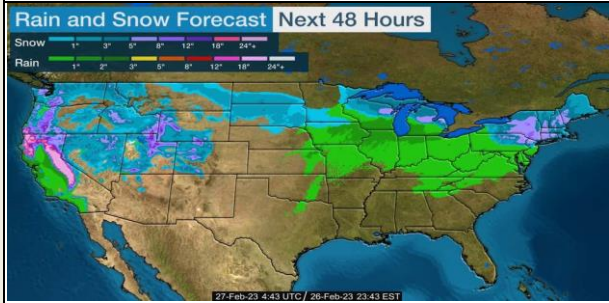 Rain and Snow Forecast Next 48 Hours
Snow
1" 3" 5" 8" 12" 18" 24"+
Rain
1" 2" 3" 5" 8" 12" 18" 24"+
27-Feb-23 4:43 UTC / 26-Feb-23 23:43 EST